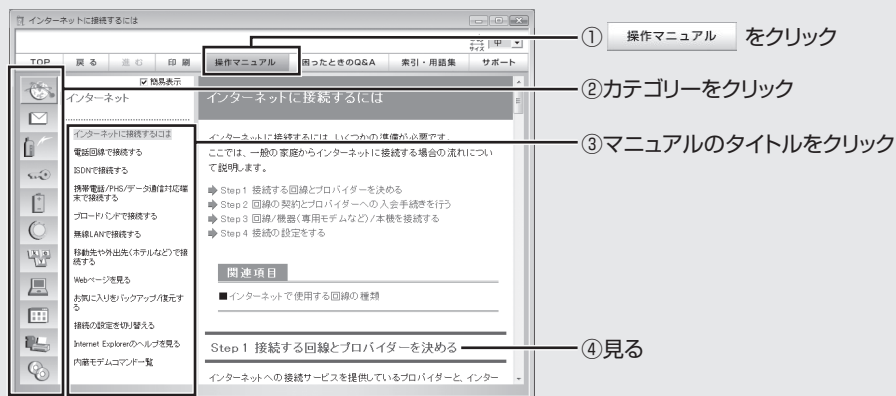 インターネットに接続するには
サイズ 中
TOP 戻る 進む 印刷 操作マニュアル 困ったときのQ&A 索引・用語集 サポート
簡易表示
インターネット
インターネットに接続するには
電話回線で接続する
ISDNで接続する
携帯電話/PHS/データ通信対応端
末で接続する
ブロードバンドで接続する
無線LANで接続する
移動先や外出先(ホテルなど)で接
続する
Webページを見る
お気に入りをバックアップ/復元す
る
接続の設定を切り替える
Internet Explorerのヘルプを見る
内蔵モデムコマンド一覧
インターネットに接続するには
インターネットに接続するには、いくつかの準備が必要です。
ここでは、一般の家庭からインターネットに接続する場合の流れについ
て説明します。
Step1 接続する回線とプロバイダーを決める
Step2 回線の契約とプロバイダーへの入会手続きを行う
Step3 回線/機器(専用モデムなど)/本機を接続する
Step4 接続の設定をする
関連項目
■インターネットで使用する回線の種類
Step1 接続する回線とプロバイダーを決める
インターネットへの接続サービスを提供しているプロバイダーと、インター
① 操作マニュアル をクリック
②カテゴリーをクリック
③マニュアルのタイトルをクリック
④見る